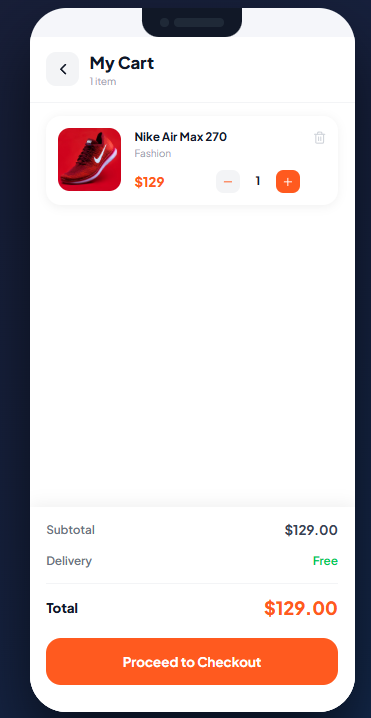 My Cart
1 item
Nike Air Max 270
Fashion
$129
1
Subtotal
$129.00
Delivery
Free
Total
$129.00
Proceed to Checkout